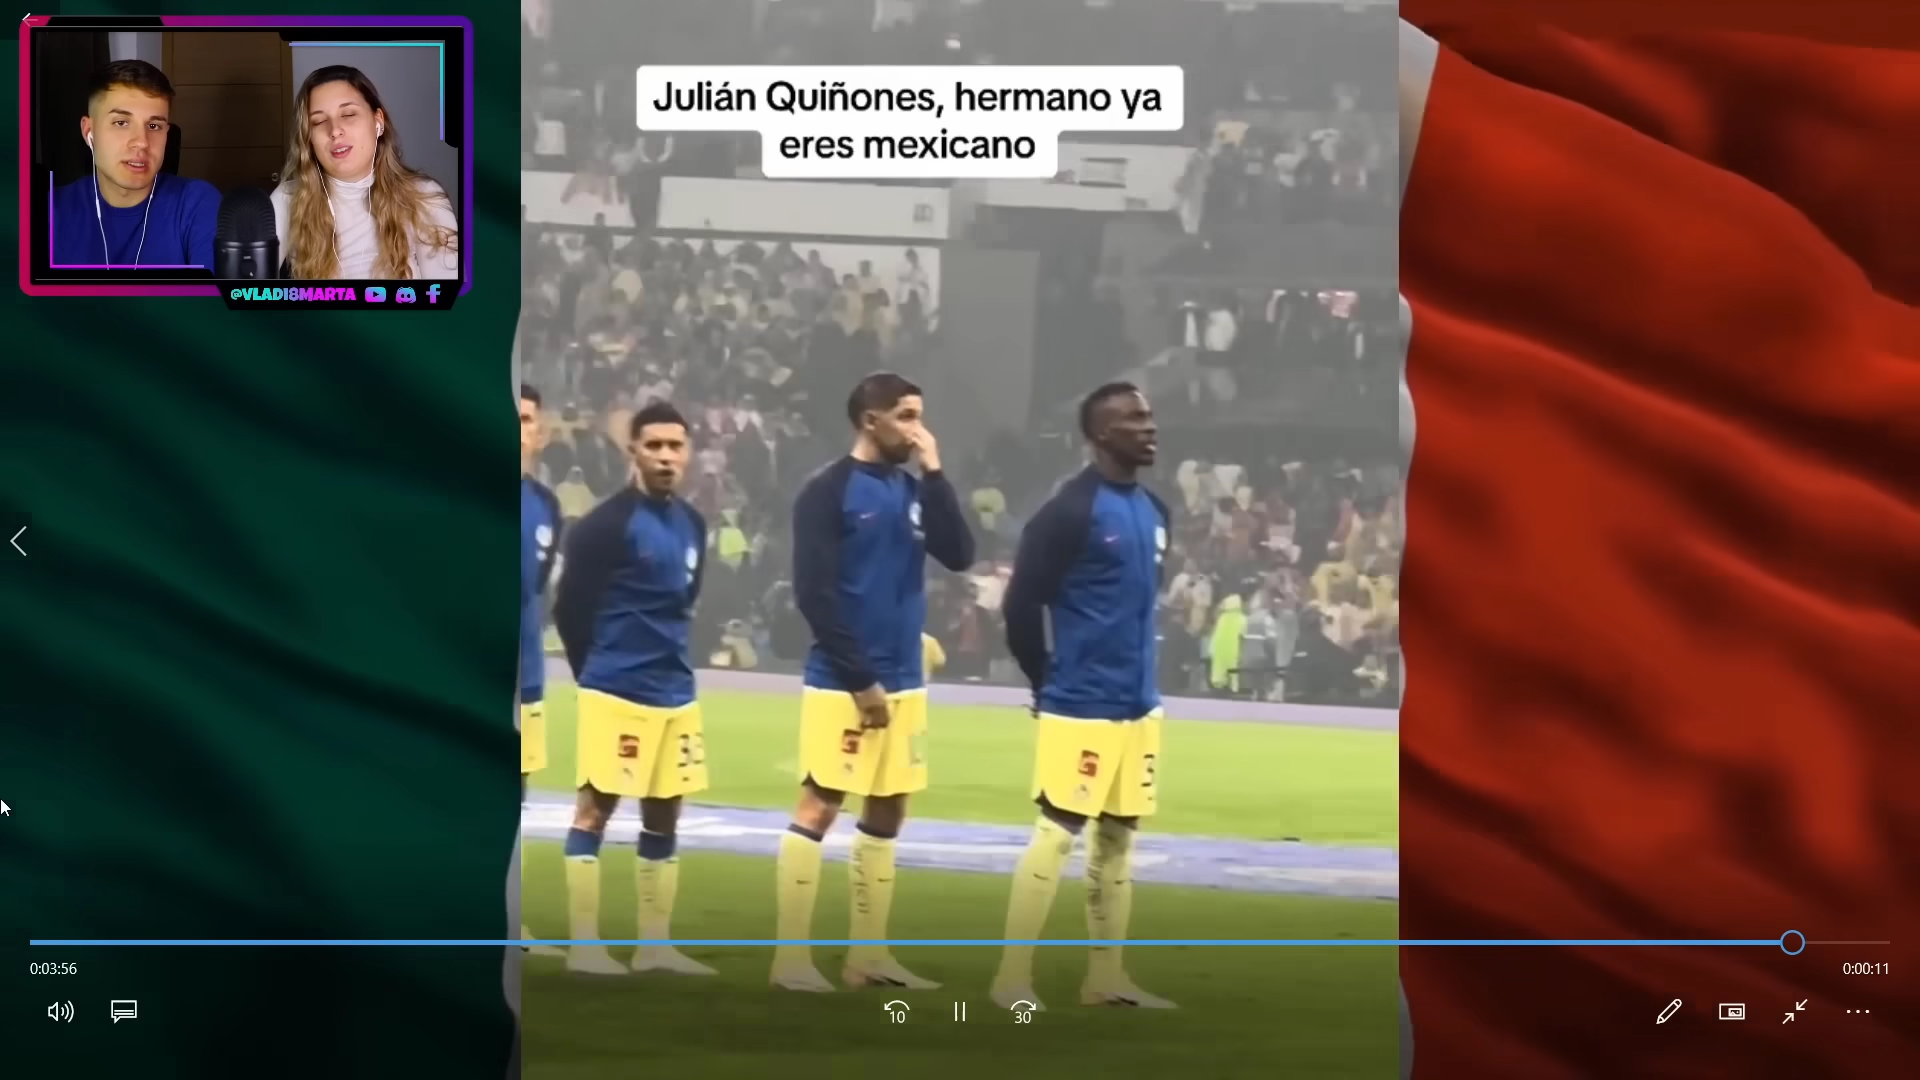 Julián Quiñones, hermano ya
eres mexicano
@VLADI8MARTA
0:03:56
0:00:11
10
30